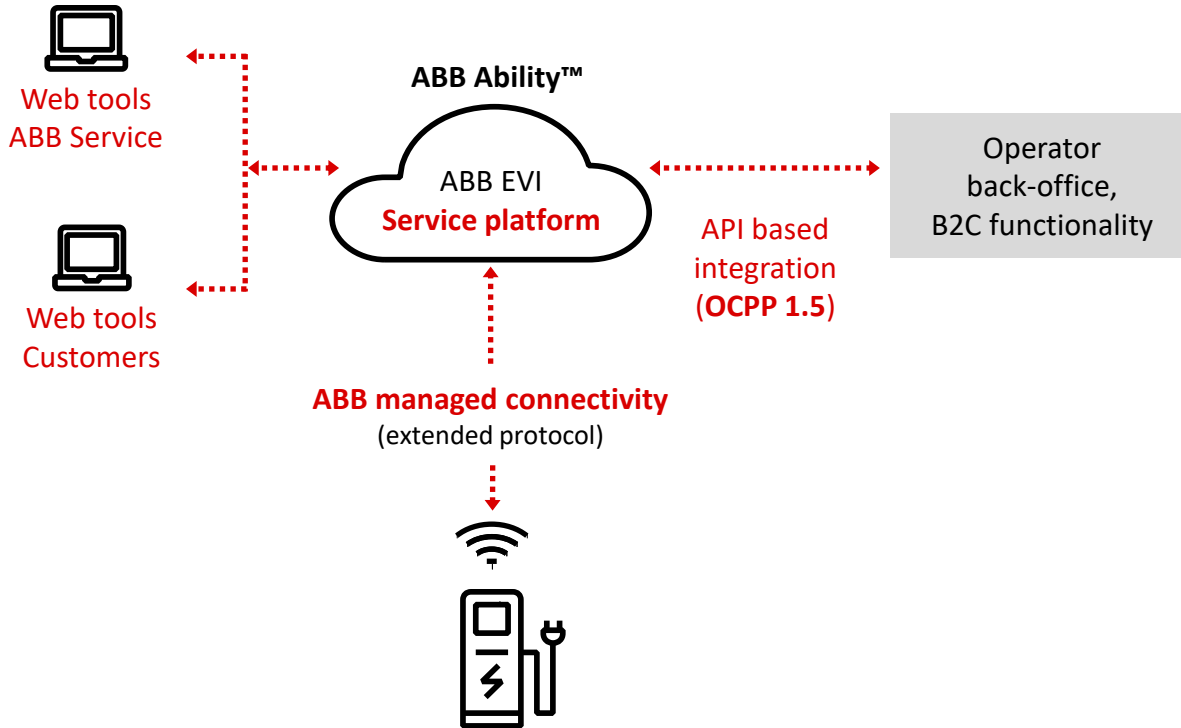 Web tools
ABB Service
ABB Ability™
ABB EVI
Service platform
Operator
back-office,
B2C functionality
API based
integration
(OCPP 1.5)
Web tools
Customers
ABB managed connectivity
(extended protocol)